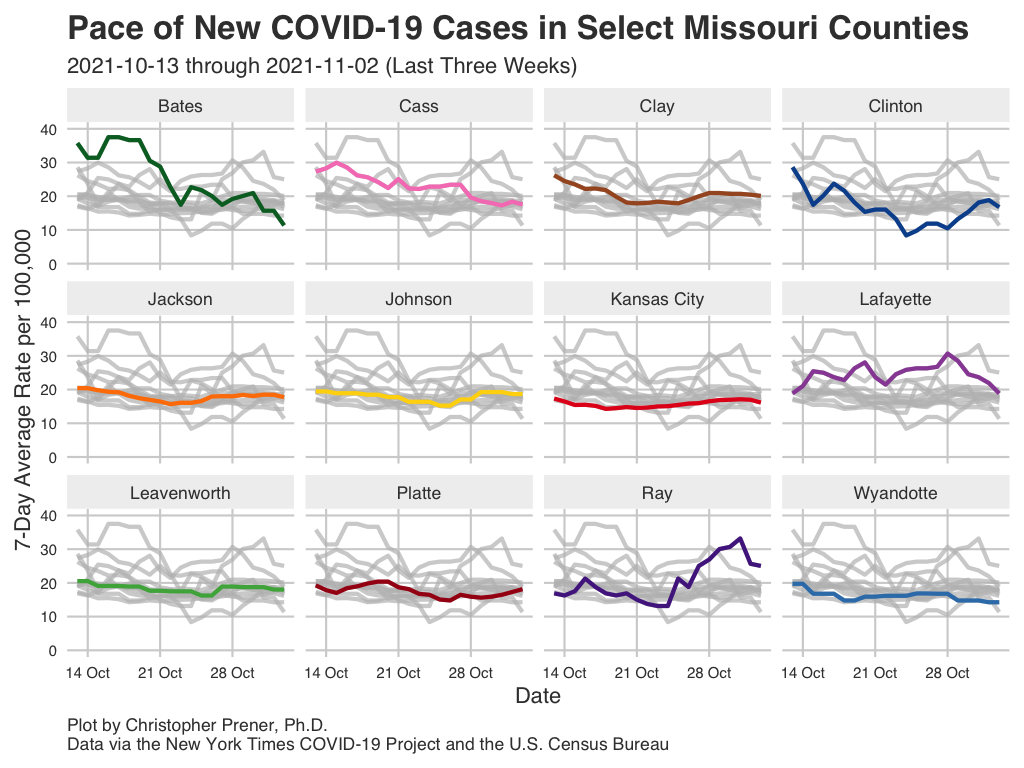 Pace of New COVID-19 Cases in Select Missouri Counties
2021-10-13 through 2021-11-02 (Last Three Weeks)
Bates Cass Clay Clinton
40
30
20
10
0
Jackson Johnson Kansas City Lafayette
40
30
20
10
0
Leavenworth Platte Ray Wyandotte
40
30
20
10
0
7-Day Average Rate per 100,000
14 Oct 21 Oct 28 Oct 14 Oct 21 Oct 28 Oct 14 Oct 21 Oct 28 Oct 14 Oct 21 Oct 28 Oct
Date
Plot by Christopher Prener, Ph.D.
Data via the New York Times COVID-19 Project and the U.S. Census Bureau